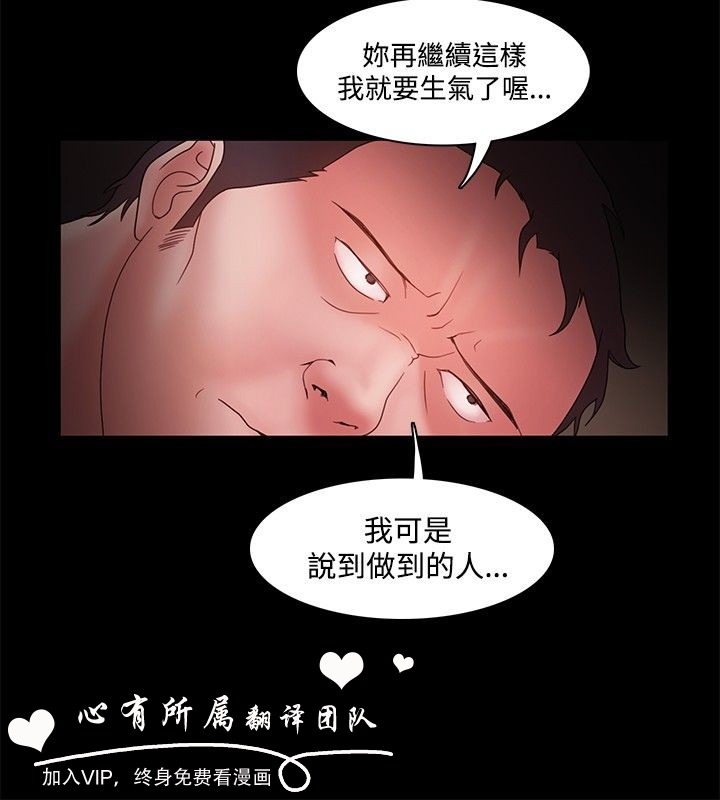 妳再繼續這樣
我就要生氣了喔...
我可是
說到做到的人...
心有所属翻译团队
加入VIP，终身免费看漫画